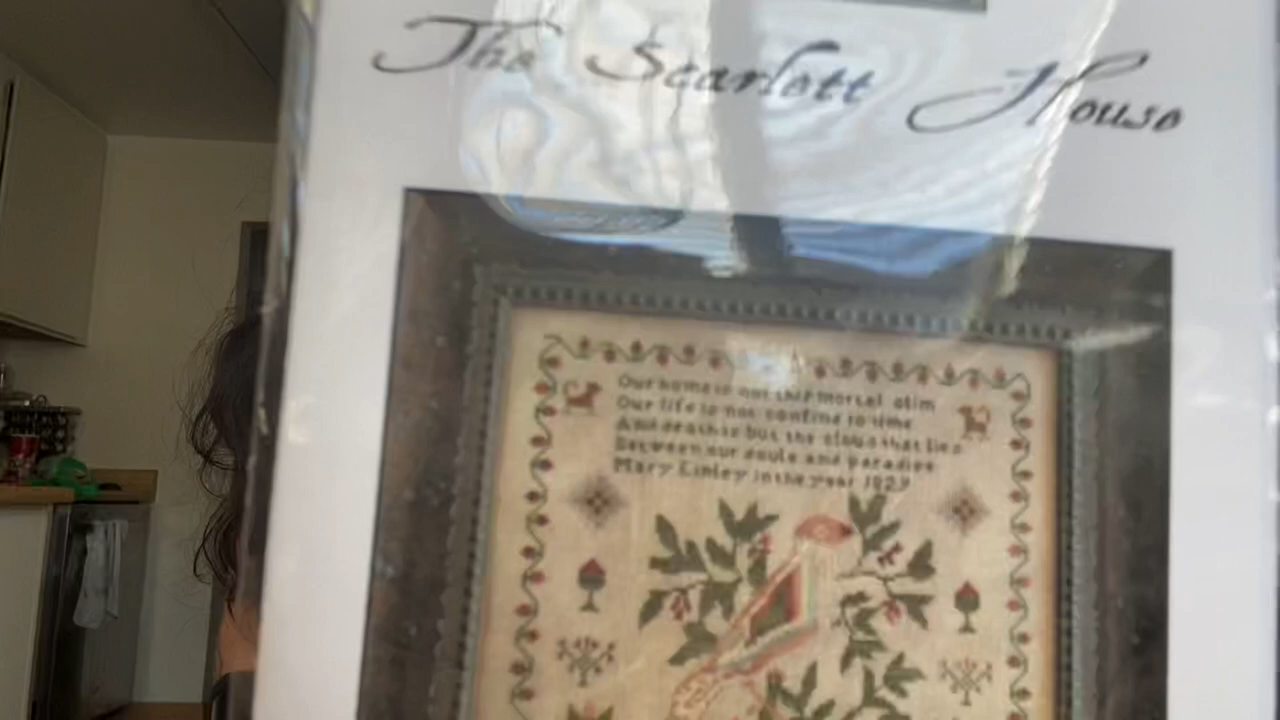 The Scarlett House
Our home is not this mortal clim
Our life is not confine to time
And death is but the cloud that lies
Between our souls and paradise
Mary Linley in the year 1829